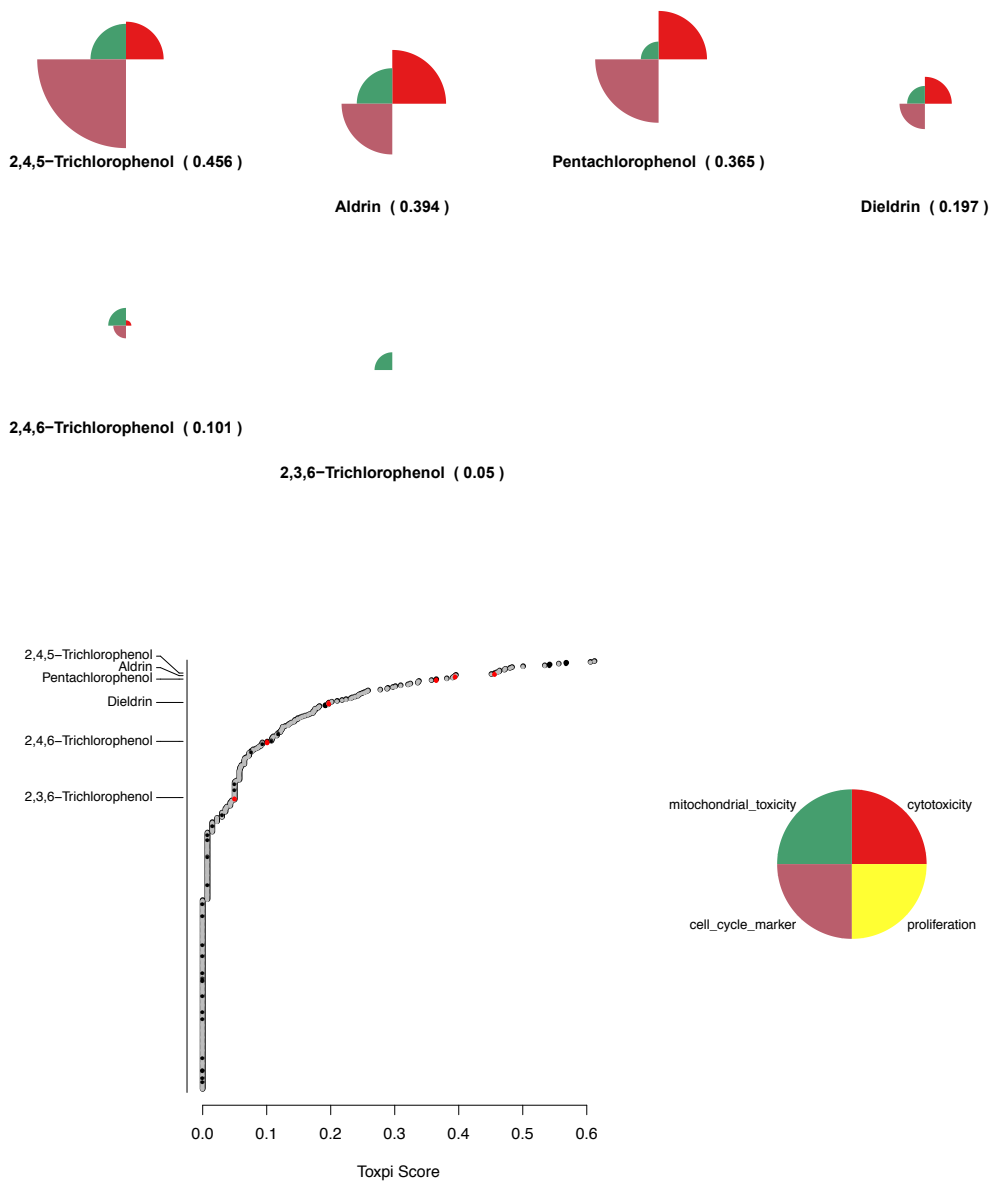 2,4,5−Trichlorophenol ( 0.456 )
Pentachlorophenol ( 0.365 )
Aldrin ( 0.394 )
Dieldrin ( 0.197 )
2,4,6−Trichlorophenol ( 0.101 )
2,3,6−Trichlorophenol ( 0.05 )
2,4,5−Trichlorophenol
Aldrin
Pentachlorophenol
Dieldrin
2,4,6−Trichlorophenol
2,3,6−Trichlorophenol
mitochondrial_toxicity
cytotoxicity
cell_cycle_marker
proliferation
0.0 0.1 0.2 0.3 0.4 0.5 0.6
Toxpi Score